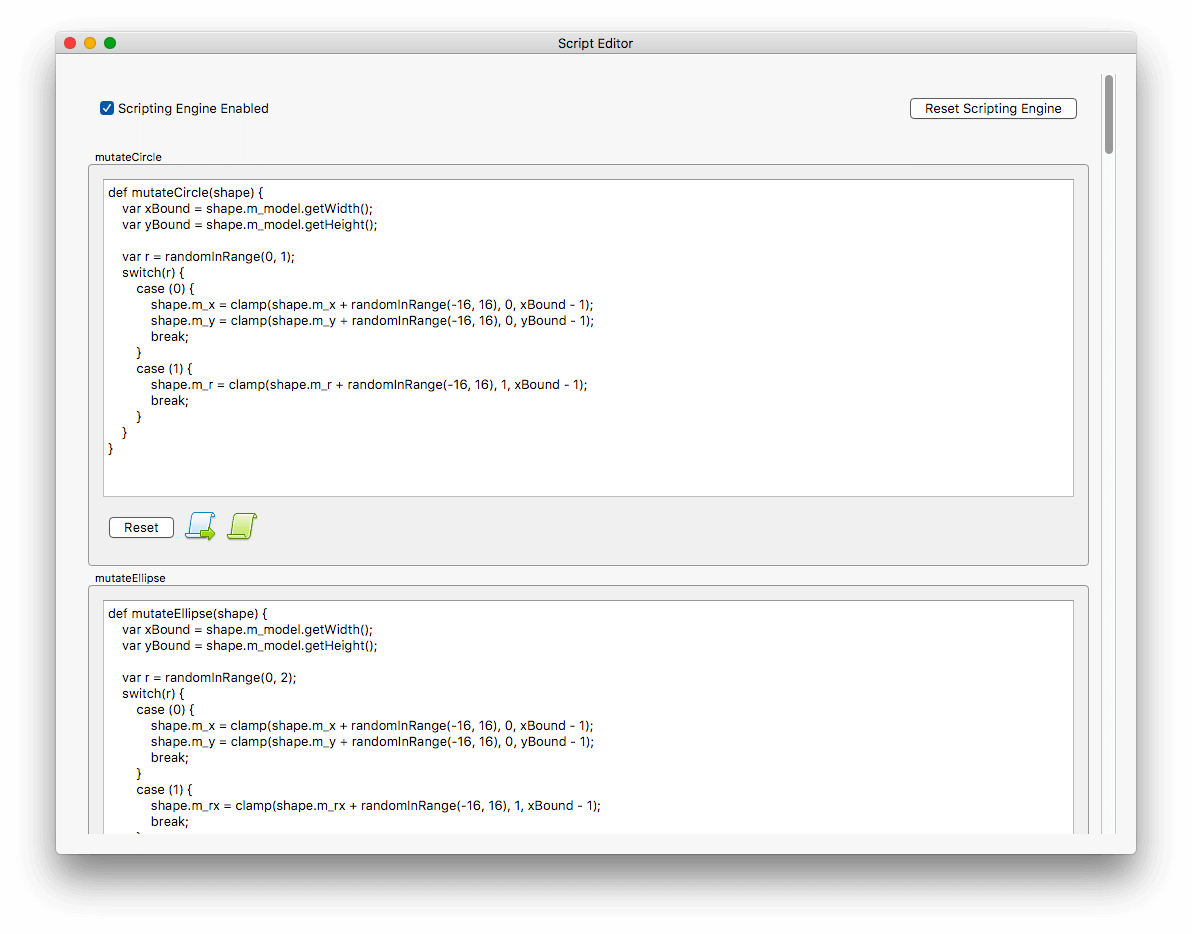 Script Editor
Scripting Engine Enabled
Reset Scripting Engine
mutateCircle
def mutateCircle(shape) {
var xBound = shape.m_model.getWidth();
var yBound = shape.m_model.getHeight();
var r = randomInRange(0, 1);
switch(r) {
case (0) {
shape.m_x = clamp(shape.m_x + randomInRange(-16, 16), 0, xBound - 1);
shape.m_y = clamp(shape.m_y + randomInRange(-16, 16), 0, yBound - 1);
break;
}
case (1) {
shape.m_r = clamp(shape.m_r + randomInRange(-16, 16), 1, xBound - 1);
break;
}
}
}
Reset
mutateEllipse
def mutateEllipse(shape) {
var xBound = shape.m_model.getWidth();
var yBound = shape.m_model.getHeight();
var r = randomInRange(0, 2);
switch(r) {
case (0) {
shape.m_x = clamp(shape.m_x + randomInRange(-16, 16), 0, xBound - 1);
shape.m_y = clamp(shape.m_y + randomInRange(-16, 16), 0, yBound - 1);
break;
}
case (1) {
shape.m_rx = clamp(shape.m_rx + randomInRange(-16, 16), 1, xBound - 1);
break;